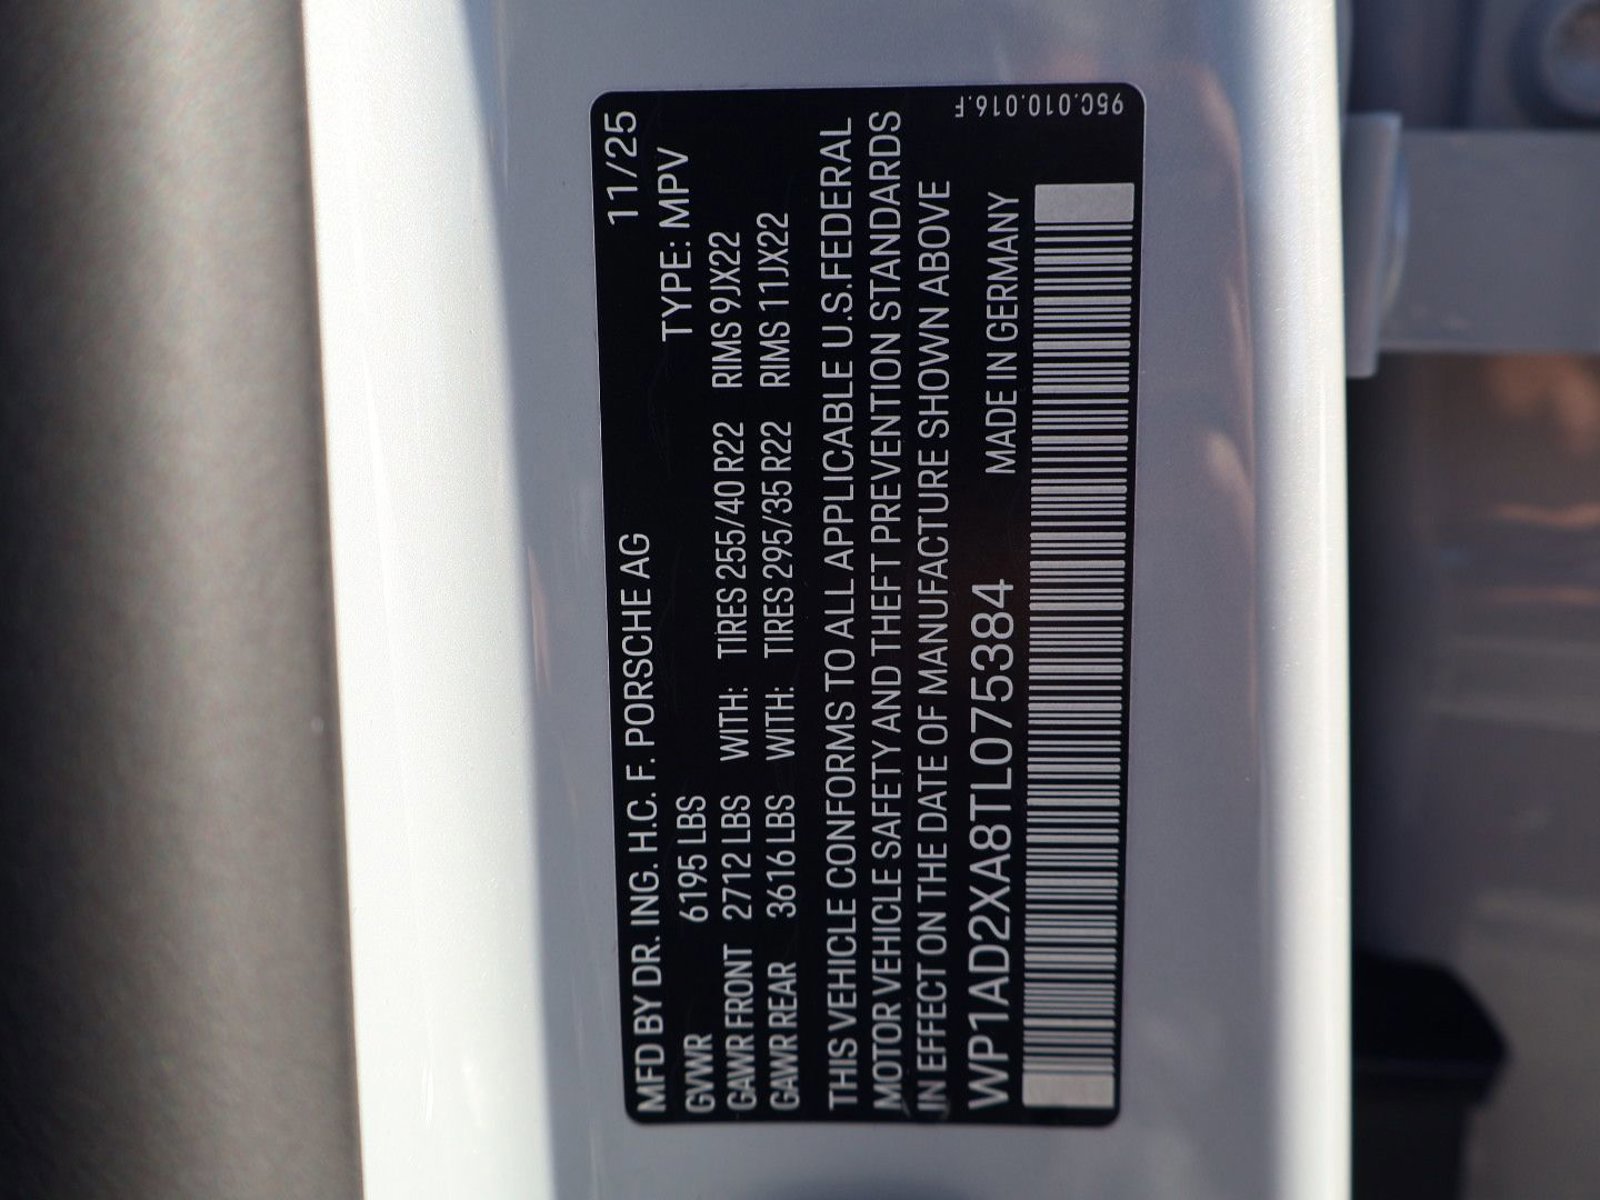 MFD BY DR. ING. H.C. F. PORSCHE AG 11/25
GVWR 6195 LBS TYPE: MPV
GAWR FRONT 2712 LBS WITH: TIRES 255/40 R22 RIMS 9JX22
GAWR REAR 3616 LBS WITH: TIRES 295/35 R22 RIMS 11JX22
THIS VEHICLE CONFORMS TO ALL APPLICABLE U.S.FEDERAL
MOTOR VEHICLE SAFETY AND THEFT PREVENTION STANDARDS
IN EFFECT ON THE DATE OF MANUFACTURE SHOWN ABOVE
WP1AD2XA8TL075384 MADE IN GERMANY
95C.010.016.F